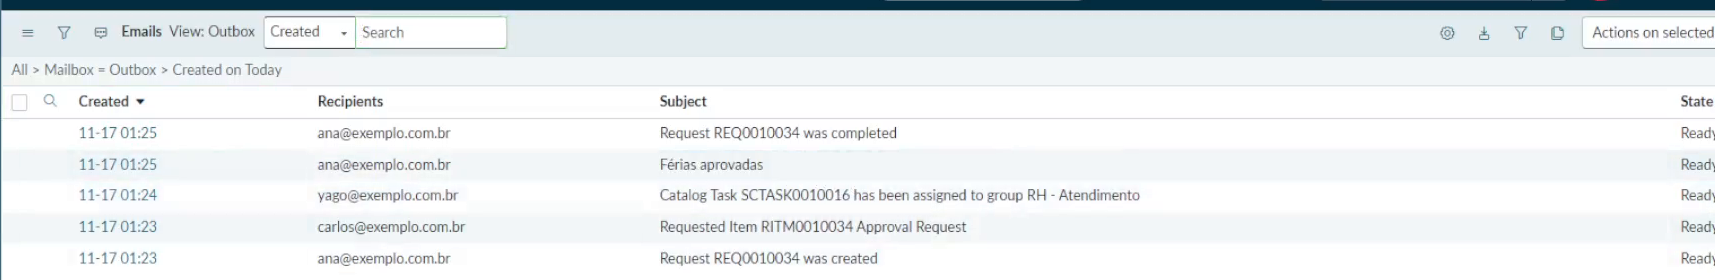 Emails View: Outbox Created Search Actions on selected
All > Mailbox = Outbox > Created on Today
Created Recipients Subject State
11-17 01:25 ana@exemplo.com.br Request REQ0010034 was completed Ready
11-17 01:25 ana@exemplo.com.br Férias aprovadas Ready
11-17 01:24 yago@exemplo.com.br Catalog Task SCTASK0010016 has been assigned to group RH - Atendimento Ready
11-17 01:23 carlos@exemplo.com.br Requested Item RITM0010034 Approval Request Ready
11-17 01:23 ana@exemplo.com.br Request REQ0010034 was created Ready